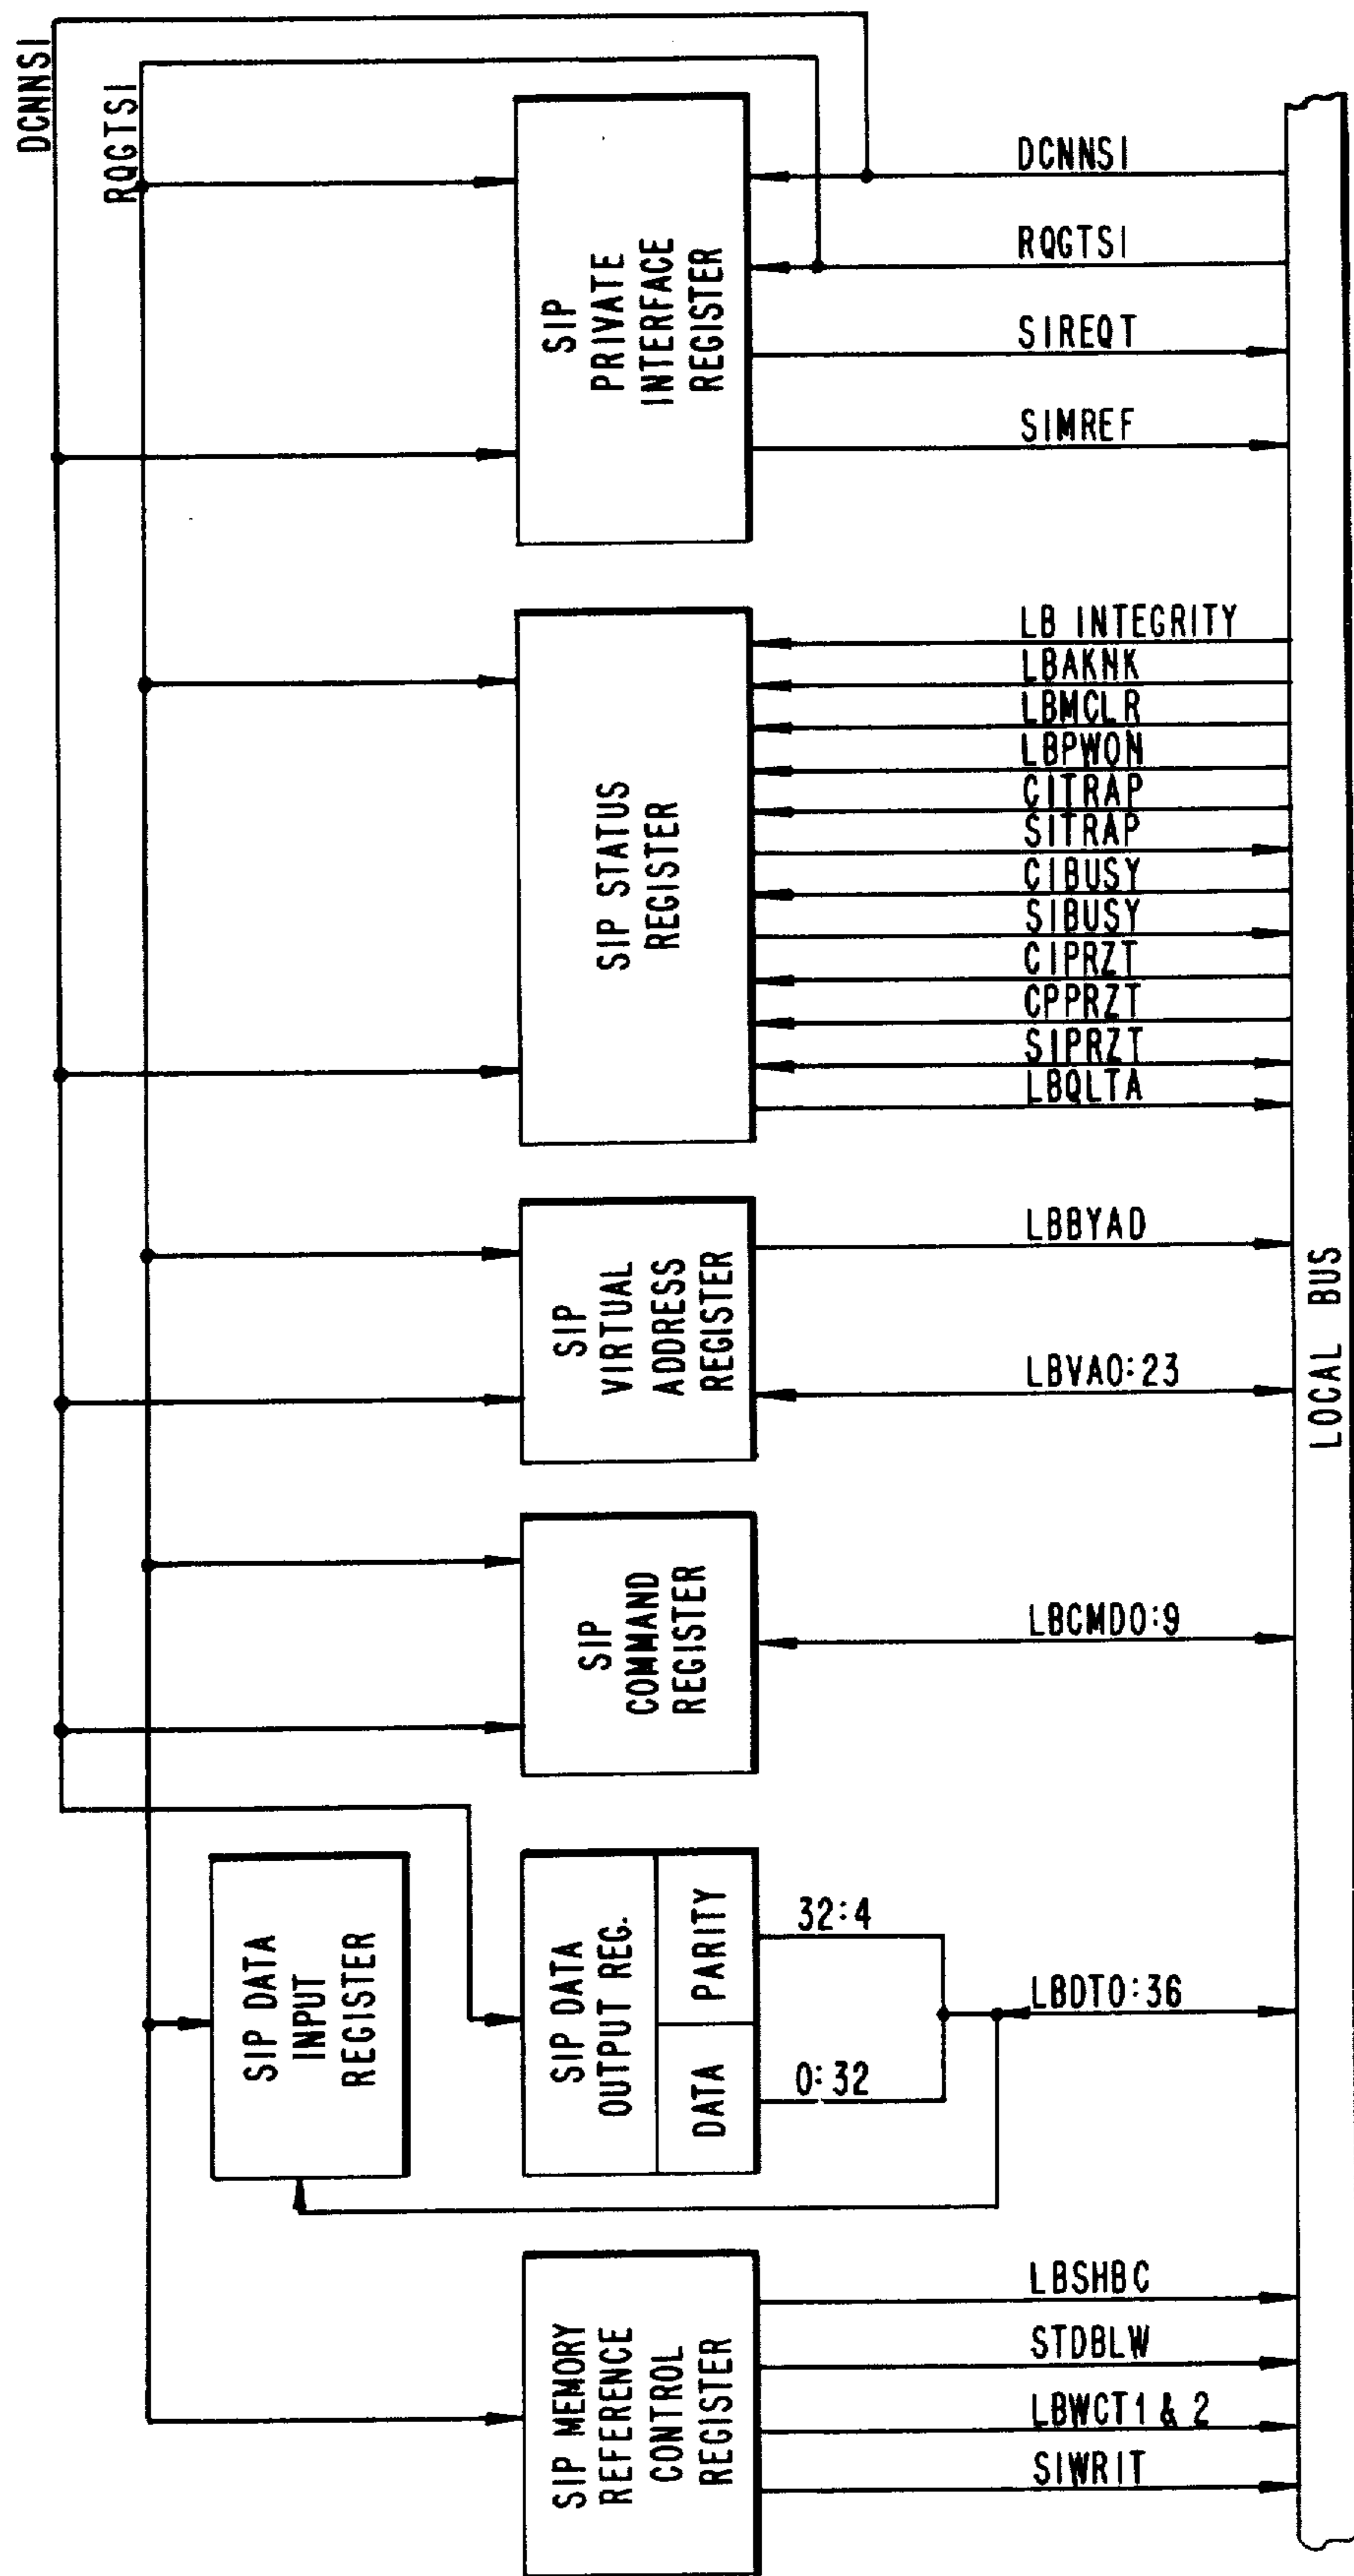 DCNNSI
RQGTSI
SIP
PRIVATE
INTERFACE
REGISTER
DCNNSI
RQGTSI
SIREQT
SIMREF
SIP STATUS
REGISTER
LB INTEGRITY
LBAKNK
LBMCLR
LBPWON
CITRAP
SITRAP
CIBUSY
SIBUSY
CIPRZT
CPPRZT
SIPRZT
LBQLTA
SIP
VIRTUAL
ADDRESS
REGISTER
LBBYAD
LBVA0:23
SIP
COMMAND
REGISTER
LBCMD0:9
SIP DATA
INPUT
REGISTER
SIP DATA
OUTPUT REG.
DATA
PARITY
32:4
0:32
LBDT0:36
SIP MEMORY
REFERENCE
CONTROL
REGISTER
LBSHBC
STDBLW
LBWCT1 & 2
SIWRIT
LOCAL BUS